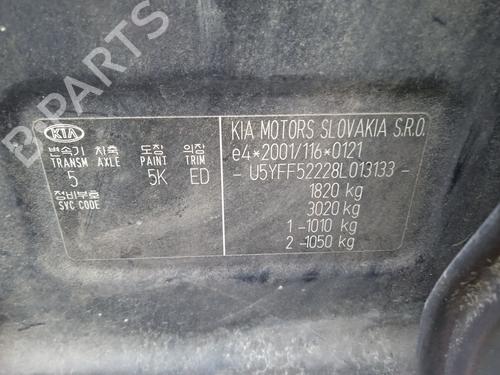 KIA
변속기 차축 도장 의장
TRANSM AXLE PAINT TRIM
5 5K ED
정비부호
SVC CODE
KIA MOTORS SLOVAKIA S.R.O.
e4*2001/116*0121
- U5YFF52228L013133 -
1820 kg
3020 kg
1 -1010 kg
2 -1050 kg